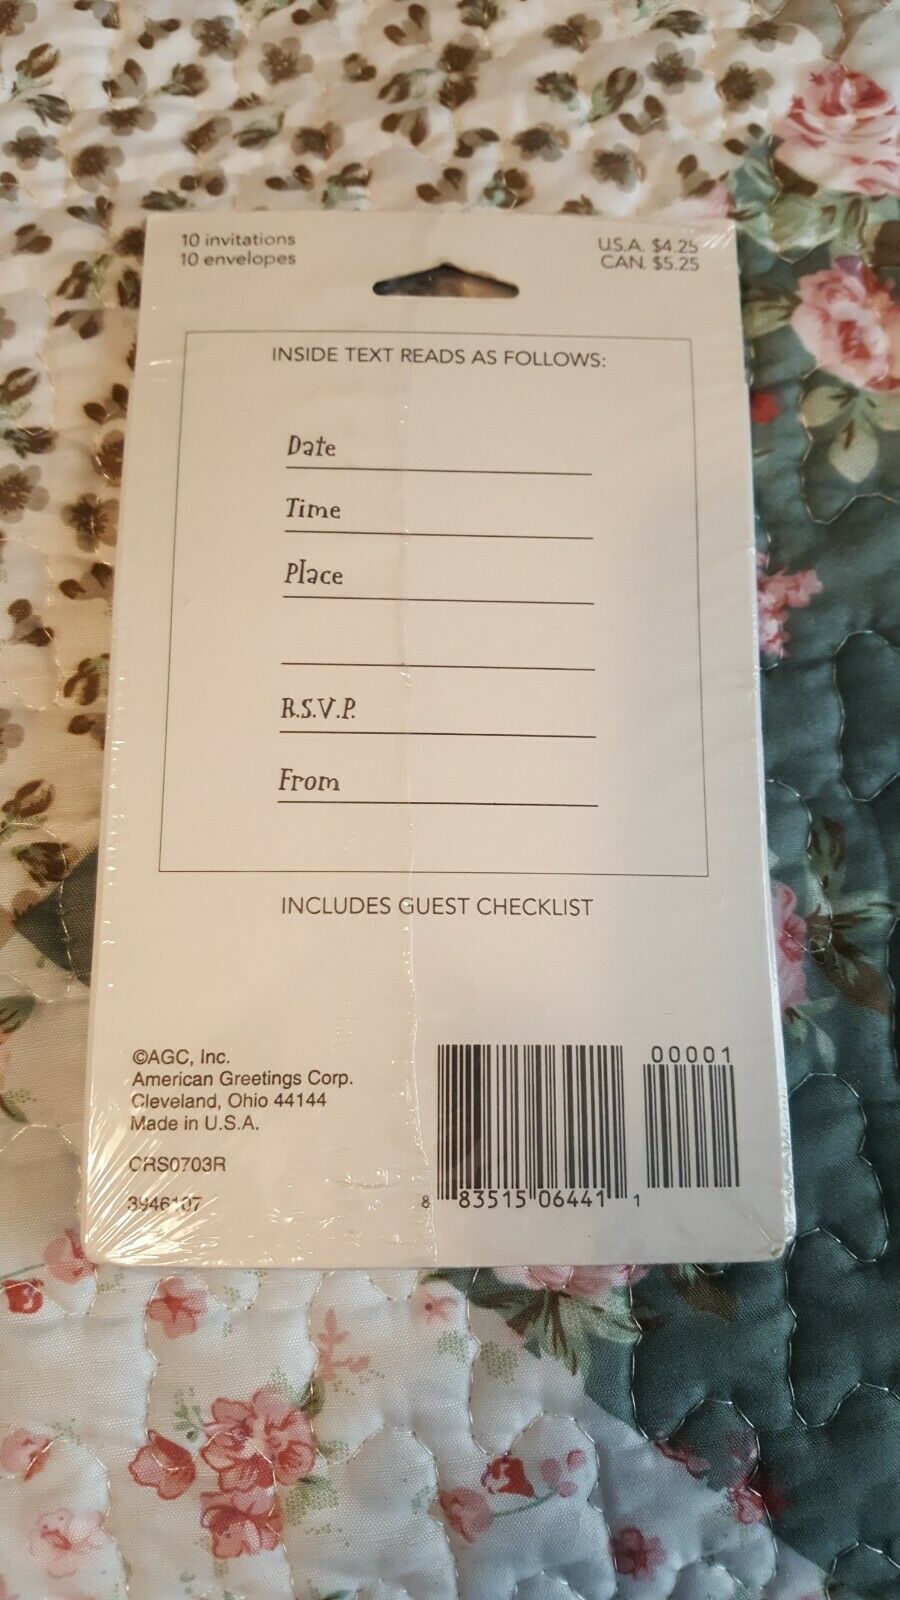 10 invitations
10 envelopes
U.S.A. $4.25
CAN. $5.25
INSIDE TEXT READS AS FOLLOWS:
Date
Time
Place
R.S.V.P.
From
INCLUDES GUEST CHECKLIST
©AGC, Inc.
American Greetings Corp.
Cleveland, Ohio 44144
Made in U.S.A.
CRS0703R
3946107
00001
8 83515 06441 1